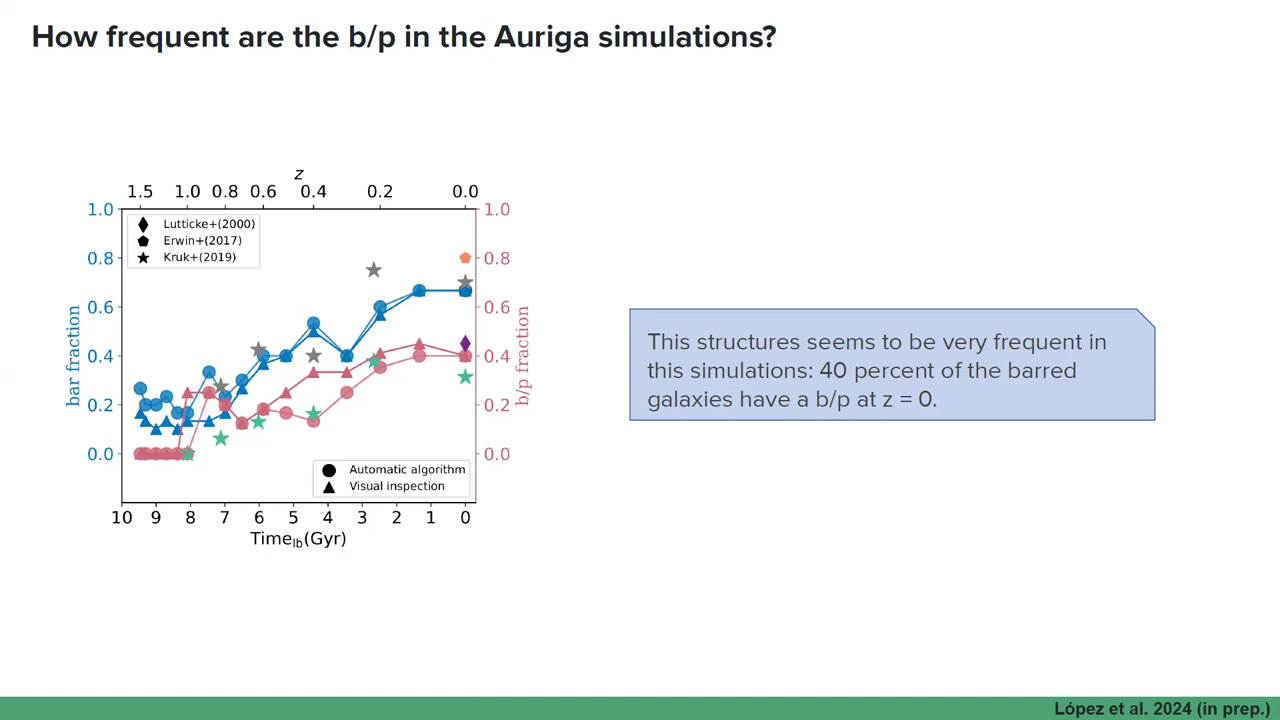 How frequent are the b/p in the Auriga simulations?
z
1.5 1.0 0.8 0.6 0.4 0.2 0.0
1.0 1.0
Lutticke+(2000)
Erwin+(2017)
Kruk+(2019)
0.8 0.8
0.6 0.6
0.4 0.4
0.2 0.2
0.0 0.0
bar fraction
b/p fraction
Automatic algorithm
Visual inspection
10 9 8 7 6 5 4 3 2 1 0
Timelb(Gyr)
This structures seems to be very frequent in
this simulations: 40 percent of the barred
galaxies have a b/p at z = 0.
López et al. 2024 (in prep.)